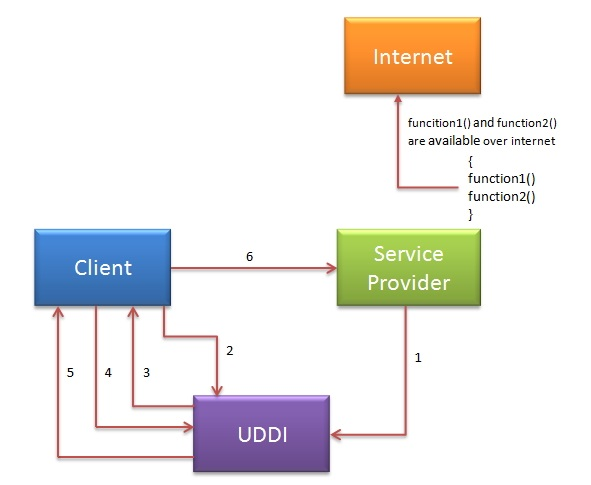 Internet
funcition1() and function2()
are available over internet
{
function1()
function2()
}
Client
6
Service
Provider
5
4
3
2
1
UDDI